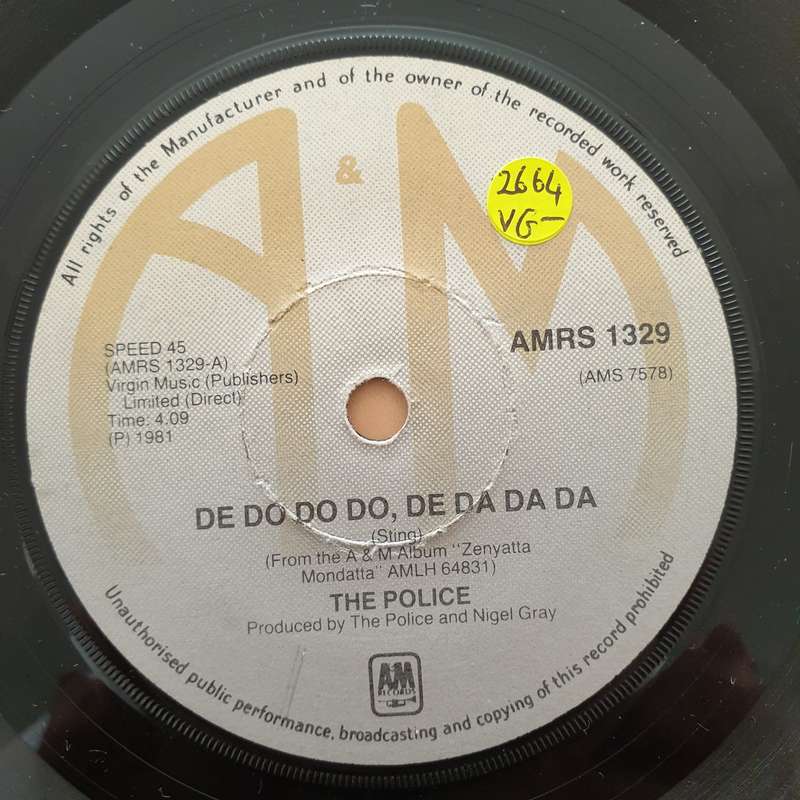 All rights of the Manufacturer and of the owner of the recorded work reserved
A & M
2664
VG-
SPEED 45
(AMRS 1329-A)
Virgin Music (Publishers)
Limited (Direct)
Time: 4.09
(P) 1981
AMRS 1329
(AMS 7578)
DE DO DO DO, DE DA DA DA
(Sting)
(From the A & M Album "Zenyatta
Mondatta" AMLH 64831)
THE POLICE
Produced by The Police and Nigel Gray
AM
RECORDS
Unauthorised public performance, broadcasting and copying of this record prohibited